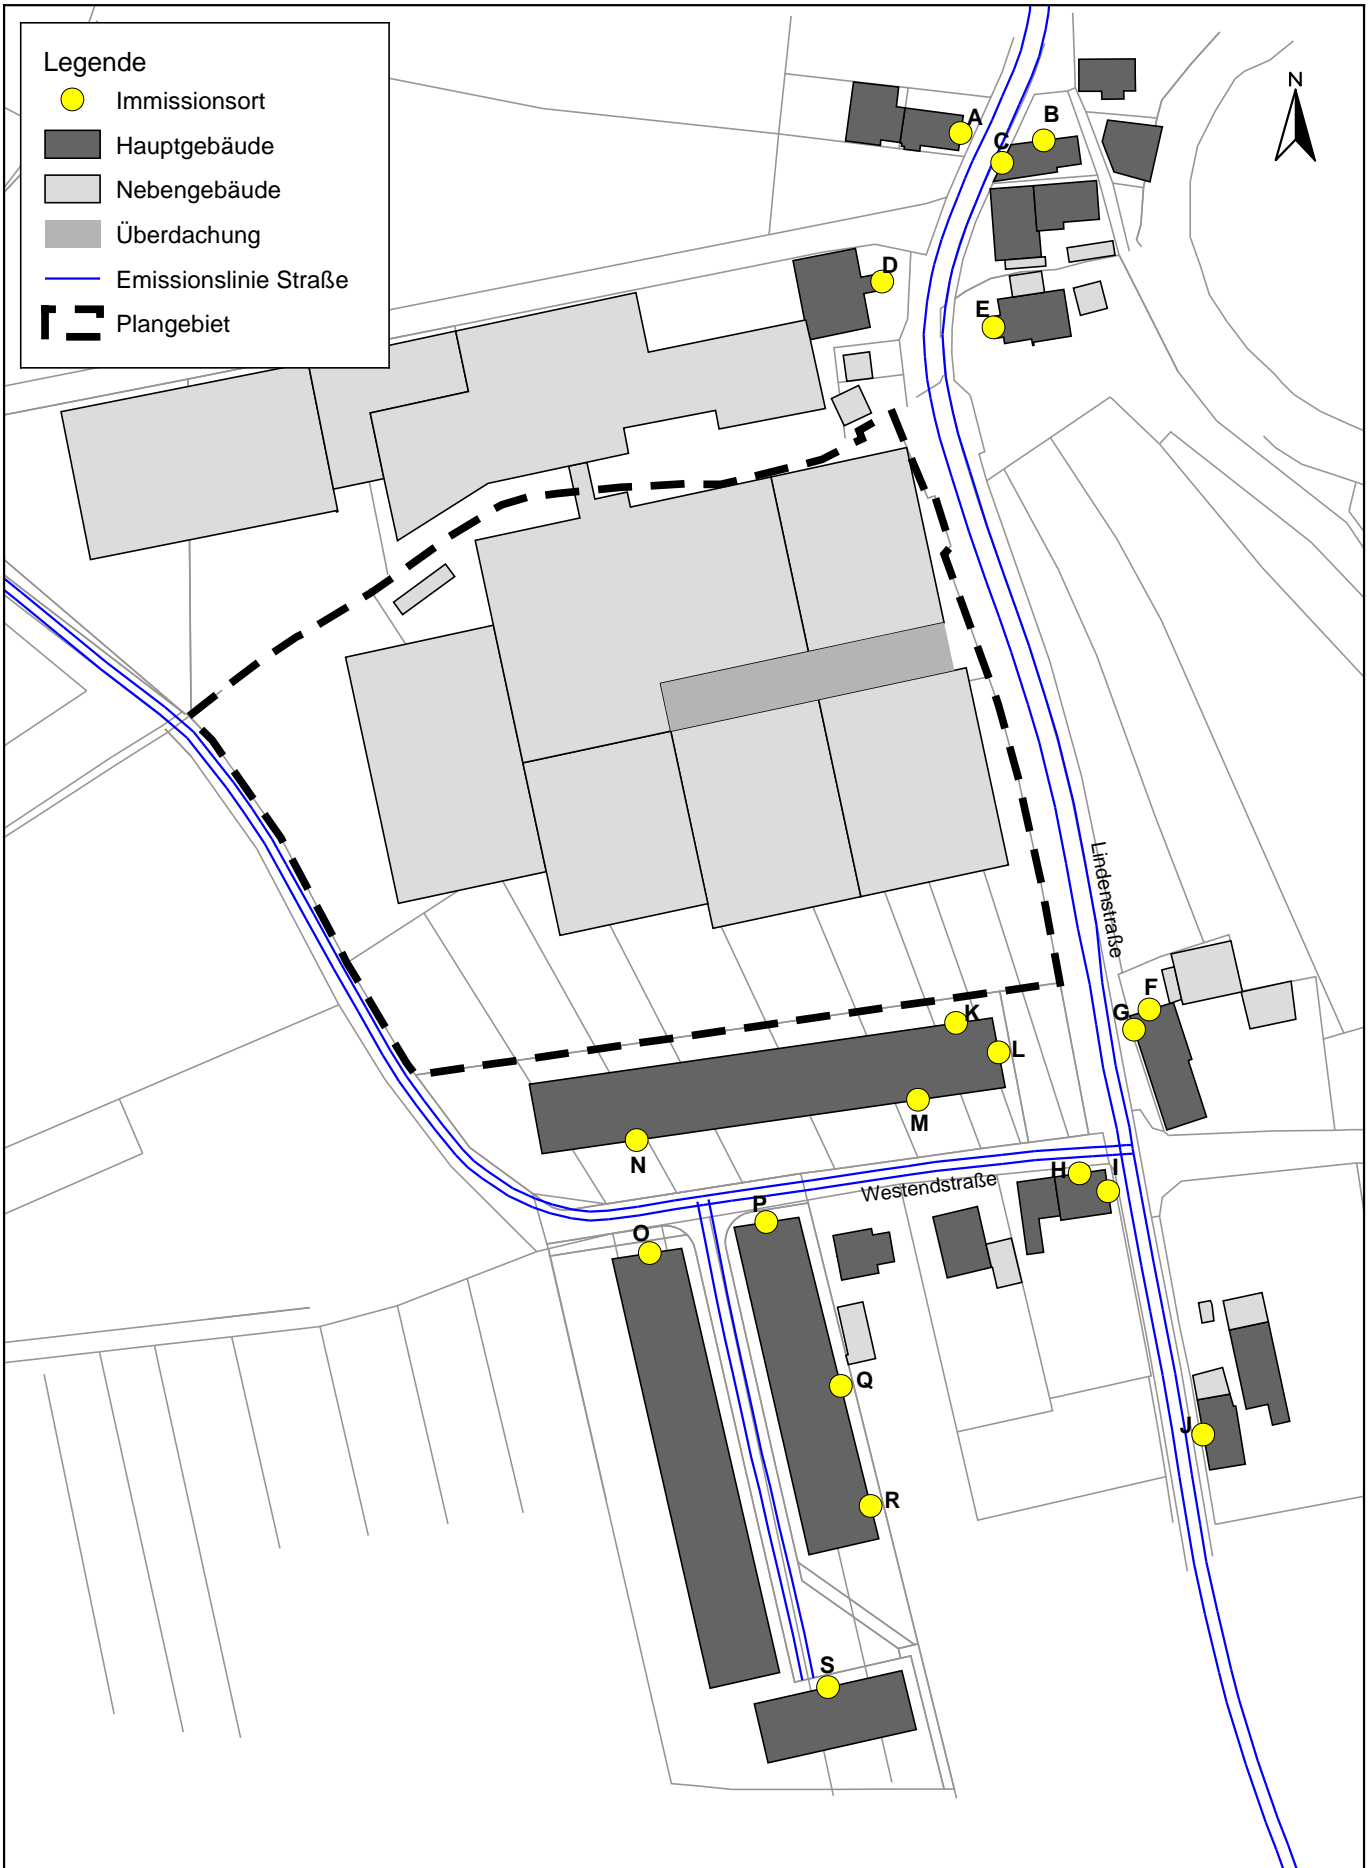 Legende
Immissionsort
Hauptgebäude
Nebengebäude
Überdachung
Emissionslinie Straße
Plangebiet
N
A
B
C
D
E
Lindenstraße
F
G
K
L
M
N
H
I
Westendstraße
P
O
Q
J
R
S